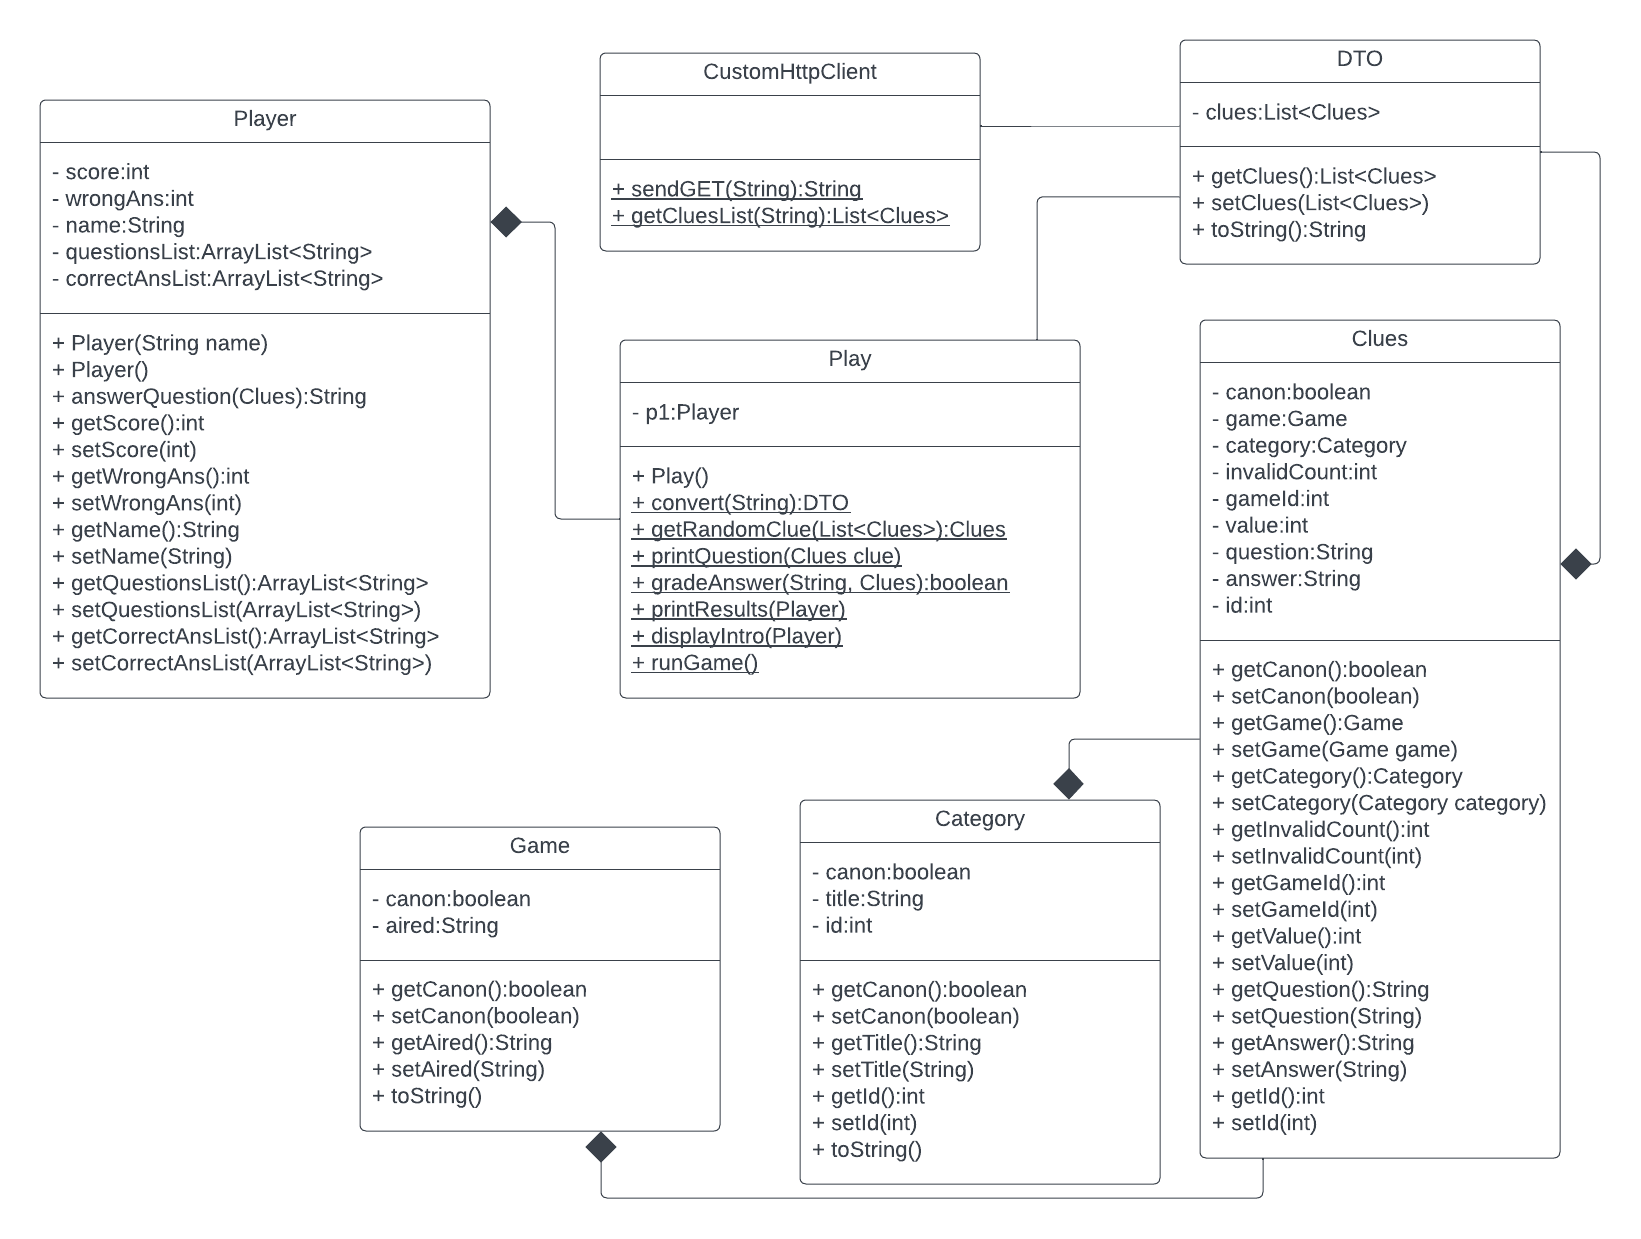 Player
- score:int
- wrongAns:int
- name:String
- questionsList:ArrayList<String>
- correctAnsList:ArrayList<String>
+ Player(String name)
+ Player()
+ answerQuestion(Clues):String
+ getScore():int
+ setScore(int)
+ getWrongAns():int
+ setWrongAns(int)
+ getName():String
+ setName(String)
+ getQuestionsList():ArrayList<String>
+ setQuestionsList(ArrayList<String>)
+ getCorrectAnsList():ArrayList<String>
+ setCorrectAnsList(ArrayList<String>)
CustomHttpClient
+ sendGET(String):String
+ getCluesList(String):List<Clues>
DTO
- clues:List<Clues>
+ getClues():List<Clues>
+ setClues(List<Clues>)
+ toString():String
Play
- p1:Player
+ Play()
+ convert(String):DTO
+ getRandomClue(List<Clues>):Clues
+ printQuestion(Clues clue)
+ gradeAnswer(String, Clues):boolean
+ printResults(Player)
+ displayIntro(Player)
+ runGame()
Clues
- canon:boolean
- game:Game
- category:Category
- invalidCount:int
- gameId:int
- value:int
- question:String
- answer:String
- id:int
+ getCanon():boolean
+ setCanon(boolean)
+ getGame():Game
+ setGame(Game game)
+ getCategory():Category
+ setCategory(Category category)
+ getInvalidCount():int
+ setInvalidCount(int)
+ getGameId():int
+ setGameId(int)
+ getValue():int
+ setValue(int)
+ getQuestion():String
+ setQuestion(String)
+ getAnswer():String
+ setAnswer(String)
+ getId():int
+ setId(int)
Game
- canon:boolean
- aired:String
+ getCanon():boolean
+ setCanon(boolean)
+ getAired():String
+ setAired(String)
+ toString()
Category
- canon:boolean
- title:String
- id:int
+ getCanon():boolean
+ setCanon(boolean)
+ getTitle():String
+ setTitle(String)
+ getId():int
+ setId(int)
+ toString()